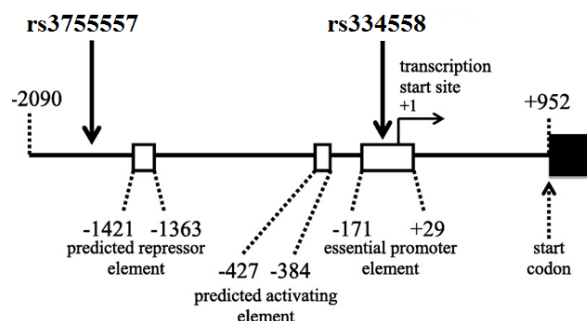 rs3755557
rs334558
transcription
start site
+1
-2090
+952
-1421
-1363
predicted repressor
element
-427
-384
predicted activating
element
-171
+29
essential promoter
element
start
codon